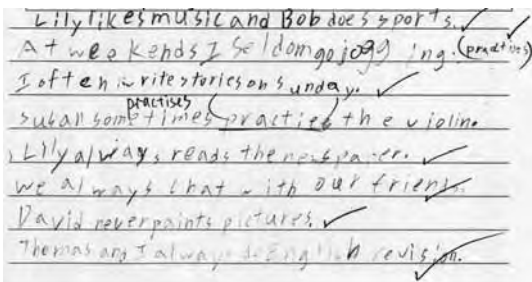 Lily likes music and Bob does sports.
At weekends I seldom go jogging. (practises)
I often write stories on sunday.
practises
susan sometimes practies the violin.
Lily always reads the newspaper.
we always chat with our friends.
David never paints pictures.
Thomas and I always do English revision.